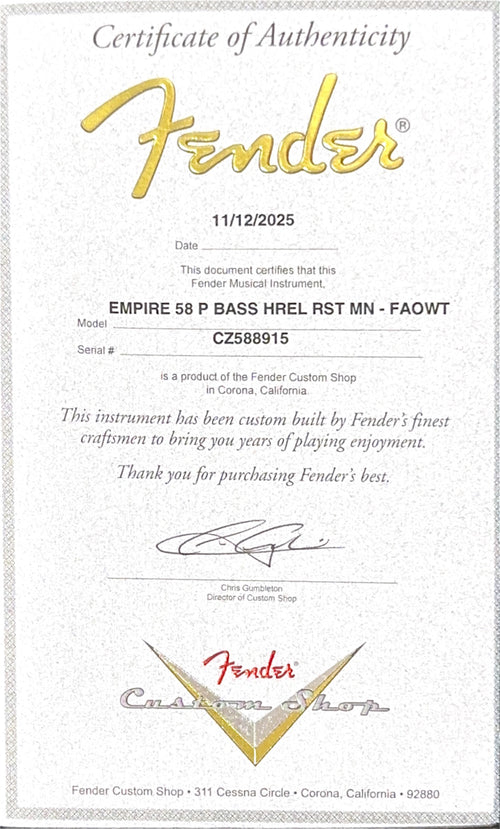 Certificate of Authenticity
Fender®
11/12/2025
Date
This document certifies that this
Fender Musical Instrument,
EMPIRE 58 P BASS HREL RST MN - FAOWT
Model
CZ588915
Serial #
is a product of the Fender Custom Shop
in Corona, California
This instrument has been custom built by Fender's finest
craftsmen to bring you years of playing enjoyment.
Thank you for purchasing Fender's best.
Chris Gumbleton
Director of Custom Shop
Fender®
Custom Shop
Fender Custom Shop • 311 Cessna Circle • Corona, California • 92880